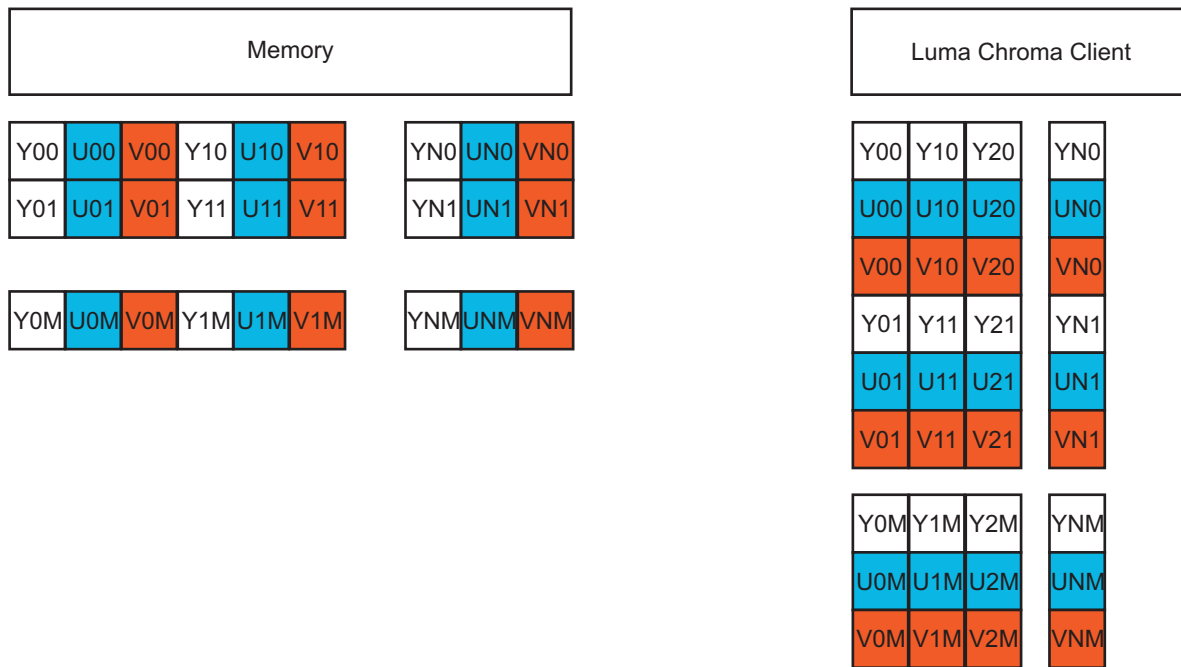 Memory
Y00 U00 V00 Y10 U10 V10 YN0 UN0 VN0
Y01 U01 V01 Y11 U11 V11 YN1 UN1 VN1
Y0M U0M V0M Y1M U1M V1M YNM UNM VNM
Luma Chroma Client
Y00 Y10 Y20 YN0
U00 U10 U20 UN0
V00 V10 V20 VN0
Y01 Y11 Y21 YN1
U01 U11 U21 UN1
V01 V11 V21 VN1
Y0M Y1M Y2M YNM
U0M U1M U2M UNM
V0M V1M V2M VNM